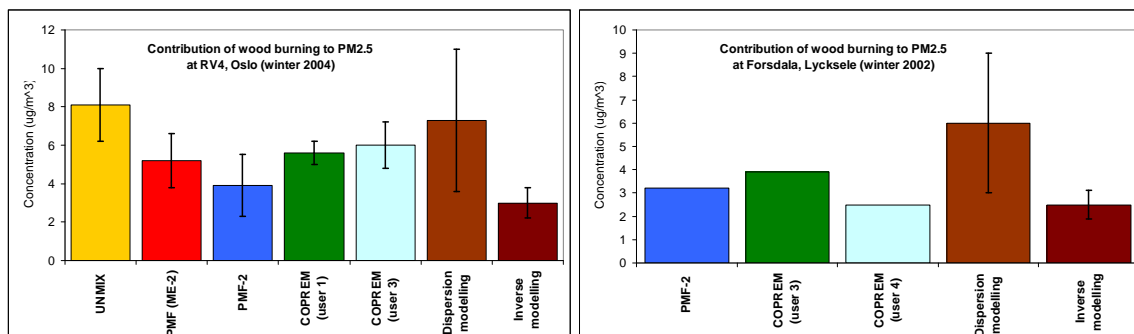 Contribution of wood burning to PM2.5
at RV4, Oslo (winter 2004)
Concentration (ug/m^3)
12
10
8
6
4
2
0
UNMIX
PMF (ME-2)
PMF-2
COPREM
(user 1)
COPREM
(user 3)
Dispersion
modelling
Inverse
modelling
Contribution of wood burning to PM2.5
at Forsdala, Lycksele (winter 2002)
Concentration (ug/m^3)
10
9
8
7
6
5
4
3
2
1
0
PMF-2
COPREM
(user 3)
COPREM
(user 4)
Dispersion
modelling
Inverse
modelling